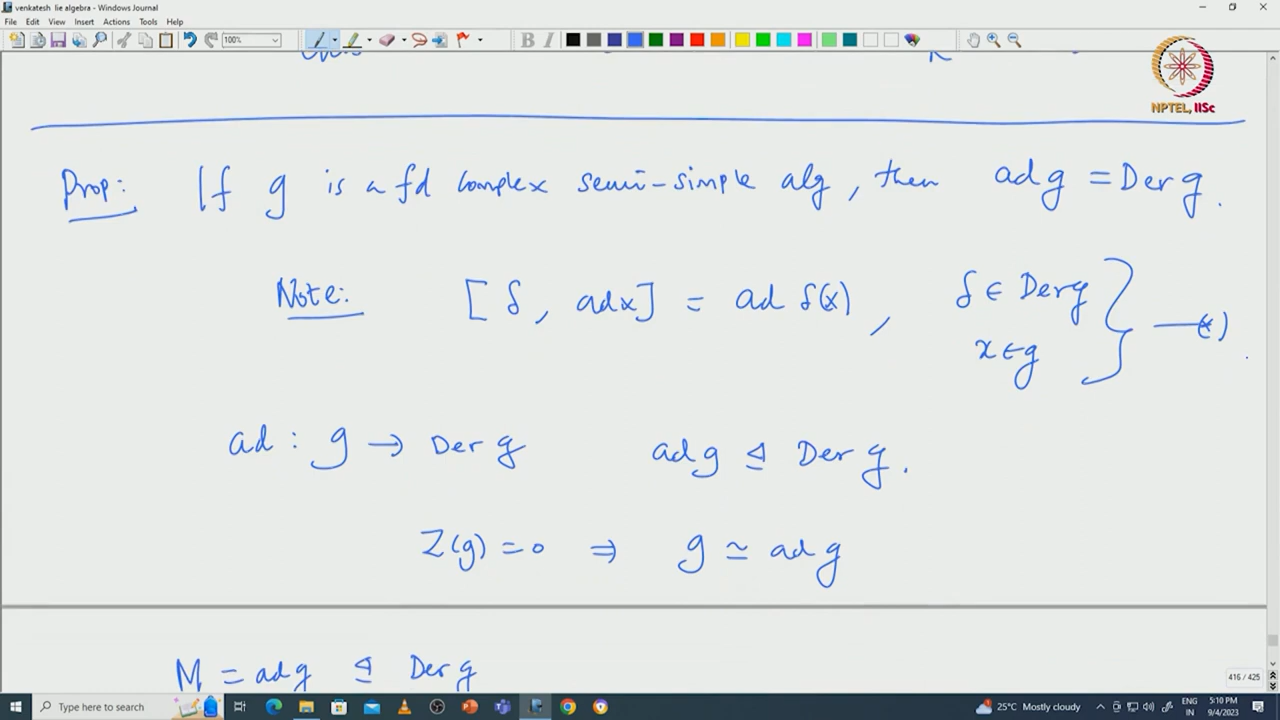 venkatesh lie algebra - Windows Journal
File Edit View Insert Actions Tools Help
100%
B I
NPTEL, IISc
Prop: If g is a fd complex semi-simple alg, then ad g = Der g.
Note: [δ, adx] = ad δ(x), δ ∈ Der g
x ∈ g
(*)
ad : g → Der g ad g ⊴ Der g.
Z(g) = 0 ⇒ g ≃ ad g
M = ad g ⊴ Der g
416 / 425
Type here to search
25°C Mostly cloudy
ENG
IN
5:10 PM
9/4/2023